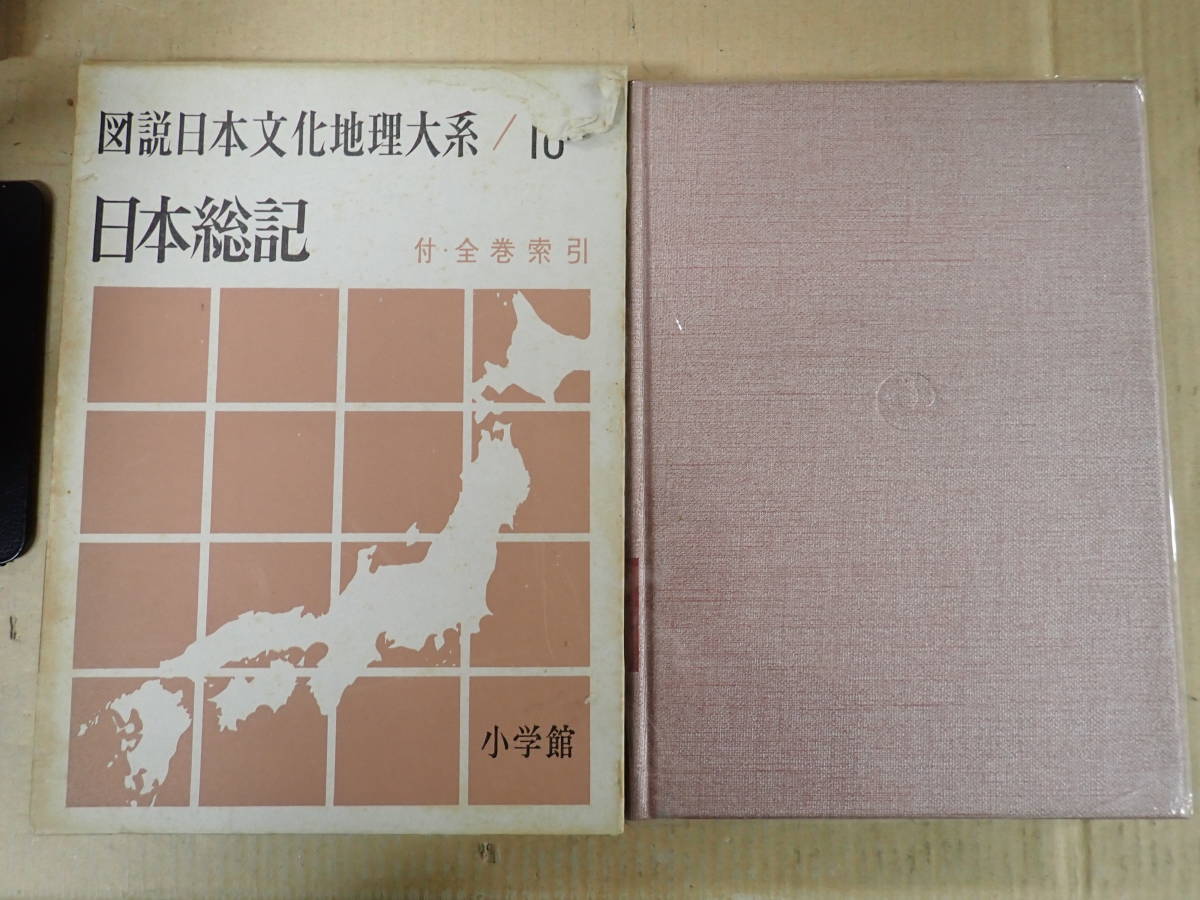 図説日本文化地理大系 /
日本総記
付・全巻索引
小学館